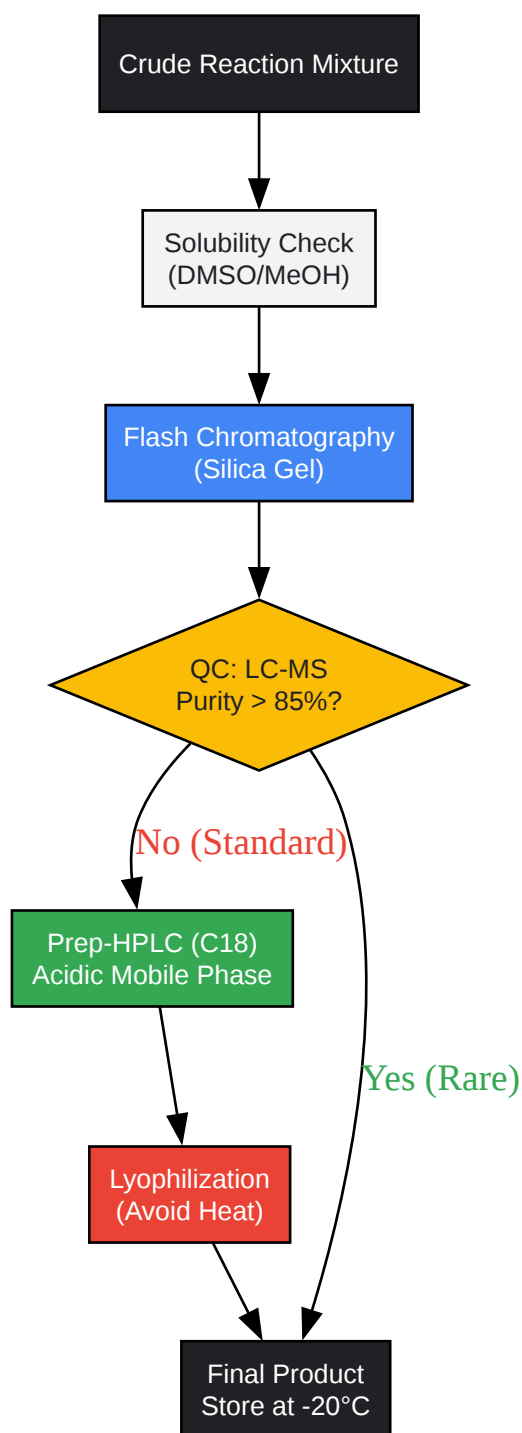 Crude Reaction Mixture
Solubility Check
(DMSO/MeOH)
Flash Chromatography
(Silica Gel)
QC: LC-MS
Purity > 85%?
No (Standard)
Prep-HPLC (C18)
Acidic Mobile Phase
Yes (Rare)
Lyophilization
(Avoid Heat)
Final Product
Store at -20°C